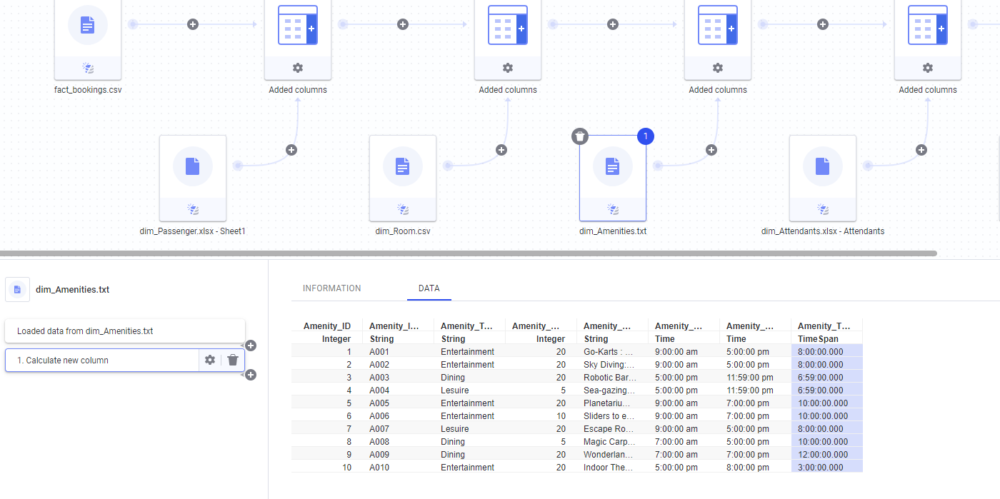 fact_bookings.csv Added columns Added columns Added columns Added columns
1
dim_Passenger.xlsx - Sheet1 dim_Room.csv dim_Amenities.txt dim_Attendants.xlsx - Attendants
dim_Amenities.txt
Loaded data from dim_Amenities.txt
1. Calculate new column
INFORMATION DATA
Amenity_ID Amenity_I... Amenity_T... Amenity_... Amenity_... Amenity_... Amenity_... Amenity_T...
Integer String String Integer String Time Time TimeSpan
1 A001 Entertainment 20 Go-Karts : ... 9:00:00 am 5:00:00 pm 8:00:00.000
2 A002 Entertainment 20 Sky Diving:... 9:00:00 am 5:00:00 pm 8:00:00.000
3 A003 Dining 20 Robotic Bar... 5:00:00 pm 11:59:00 pm 6:59:00.000
4 A004 Lesuire 5 Sea-gazing... 5:00:00 pm 11:59:00 pm 6:59:00.000
5 A005 Entertainment 20 Planetariu... 9:00:00 am 7:00:00 pm 10:00:00.000
6 A006 Entertainment 10 Sliders to e... 9:00:00 am 7:00:00 pm 10:00:00.000
7 A007 Lesuire 20 Escape Ro... 9:00:00 am 5:00:00 pm 8:00:00.000
8 A008 Dining 5 Magic Carp... 7:00:00 am 5:00:00 pm 10:00:00.000
9 A009 Dining 20 Wonderlan... 7:00:00 am 7:00:00 pm 12:00:00.000
10 A010 Entertainment 20 Indoor The... 5:00:00 pm 8:00:00 pm 3:00:00.000